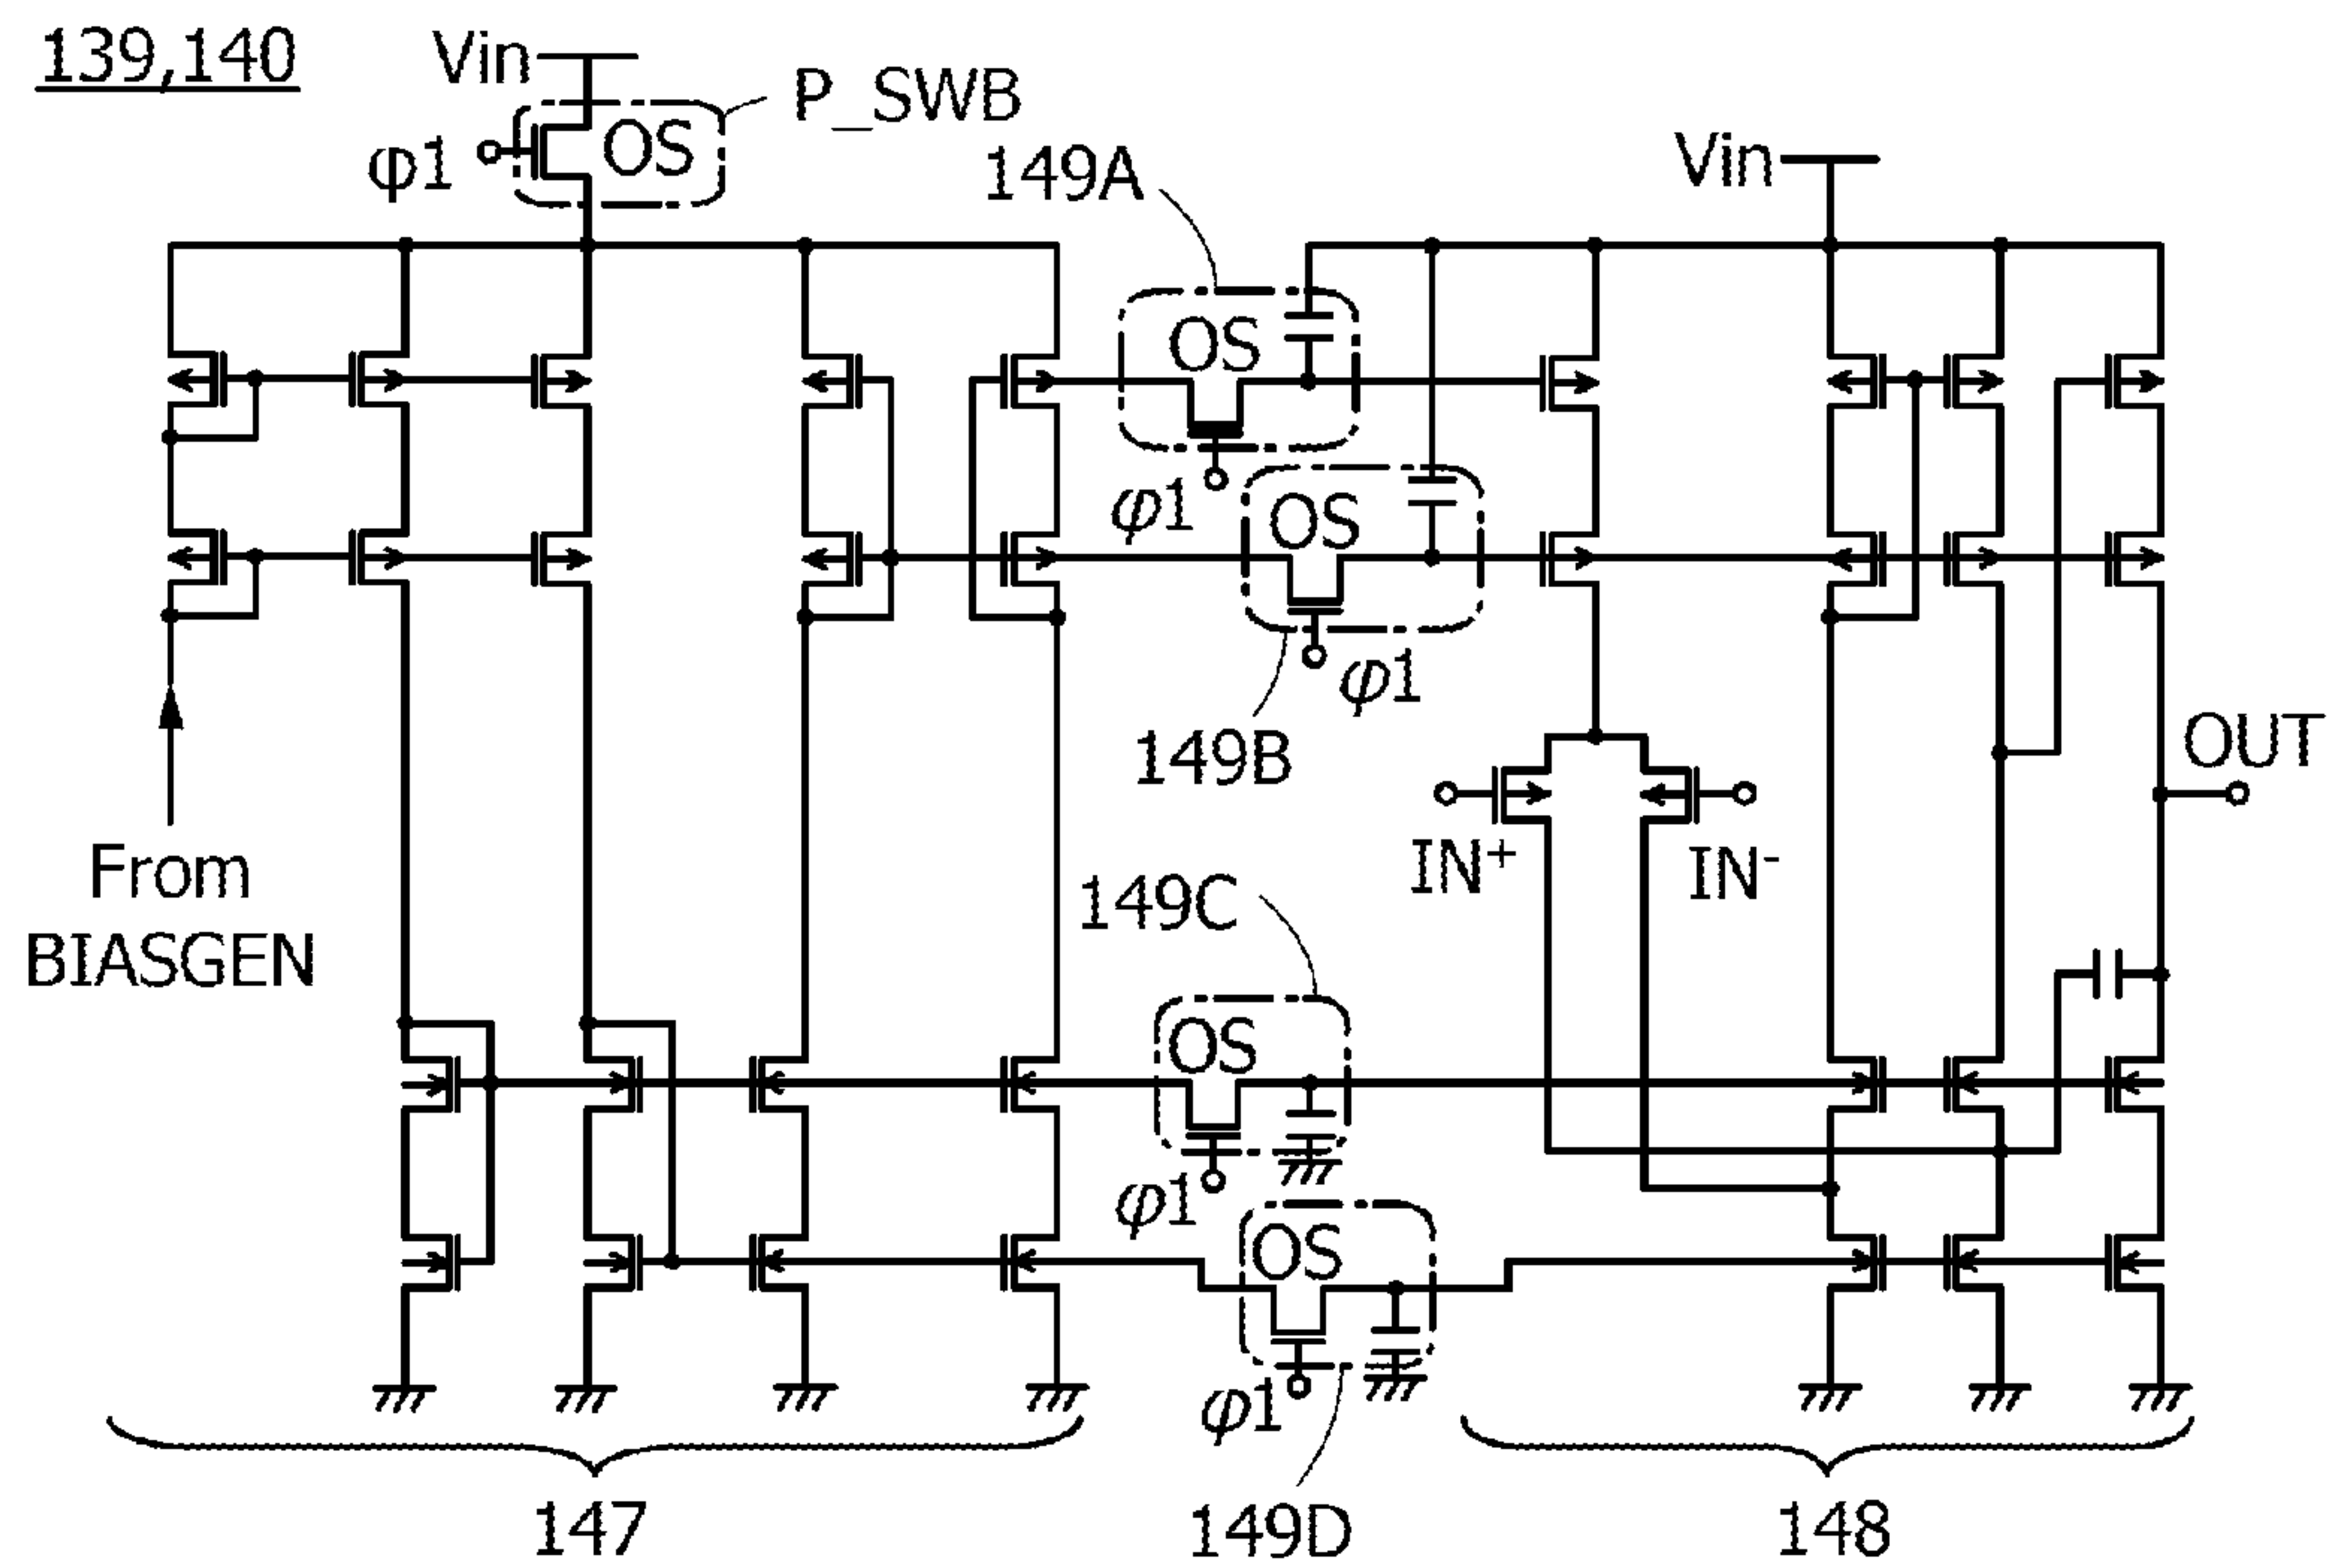 139,140
Vin
P_SWB
OS
φ1
149A
Vin
OS
φ1
OS
φ1
149B
OUT
IN⁺
IN⁻
From
BIASGEN
149C
OS
φ1
OS
φ1
147
149D
148